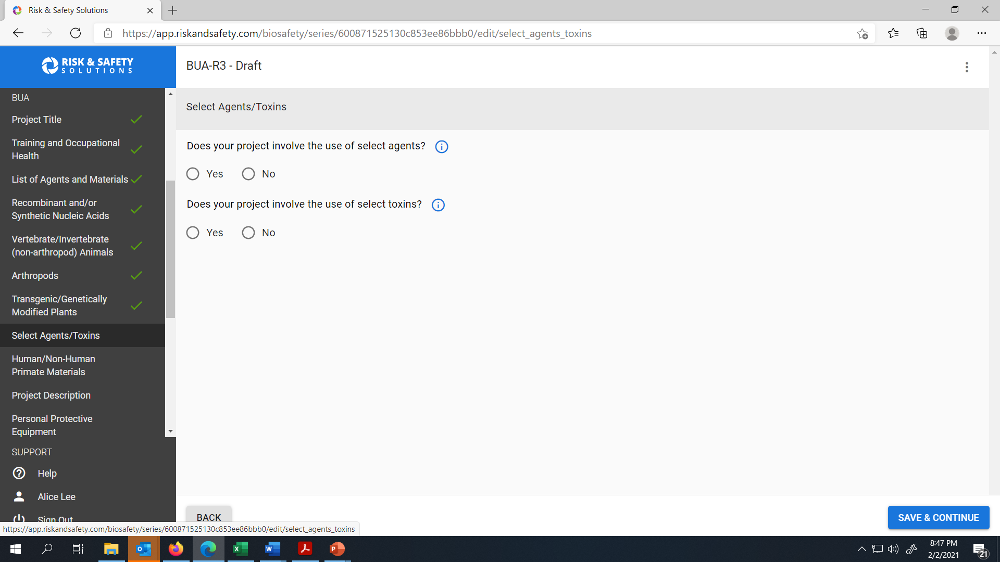 Risk & Safety Solutions
https://app.riskandsafety.com/biosafety/series/600871525130c853ee86bbb0/edit/select_agents_toxins
RISK & SAFETY
SOLUTIONS
BUA-R3 - Draft
BUA
Project Title
Training and Occupational
Health
List of Agents and Materials
Recombinant and/or
Synthetic Nucleic Acids
Vertebrate/Invertebrate
(non-arthropod) Animals
Arthropods
Transgenic/Genetically
Modified Plants
Select Agents/Toxins
Human/Non-Human
Primate Materials
Project Description
Personal Protective
Equipment
SUPPORT
Help
Alice Lee
Sign Out
Select Agents/Toxins
Does your project involve the use of select agents?
Yes No
Does your project involve the use of select toxins?
Yes No
BACK
SAVE & CONTINUE
https://app.riskandsafety.com/biosafety/series/600871525130c853ee86bbb0/edit/select_agents_toxins
8:47 PM
2/2/2021
21